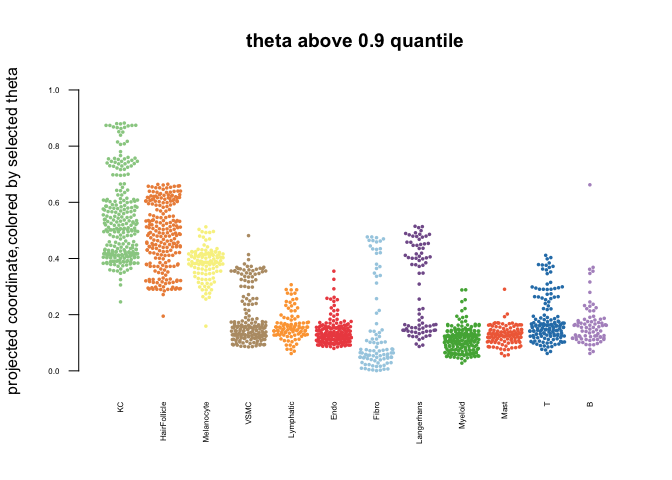 theta above 0.9 quantile
projected coordinate,colored by selected theta
1.0
0.8
0.6
0.4
0.2
0.0
KC
HairFollicle
Melanocyte
VSMC
Lymphatic
Endo
Fibro
Langerhans
Myeloid
Mast
T
B